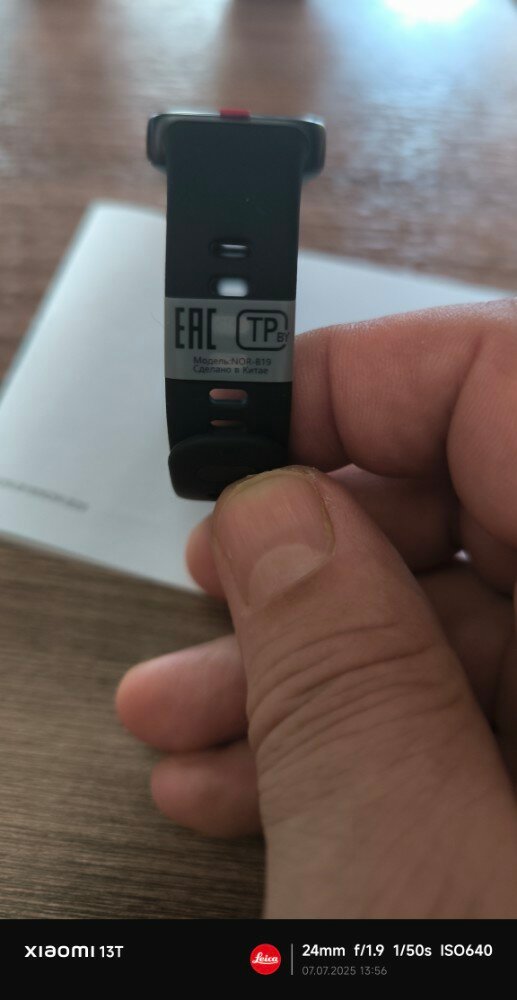 EAC TP BY
Модель:NOR-B19
Сделано в Китае
XIAOMI 13T
Leica
24mm f/1.9 1/50s ISO640
07.07.2025 13:56